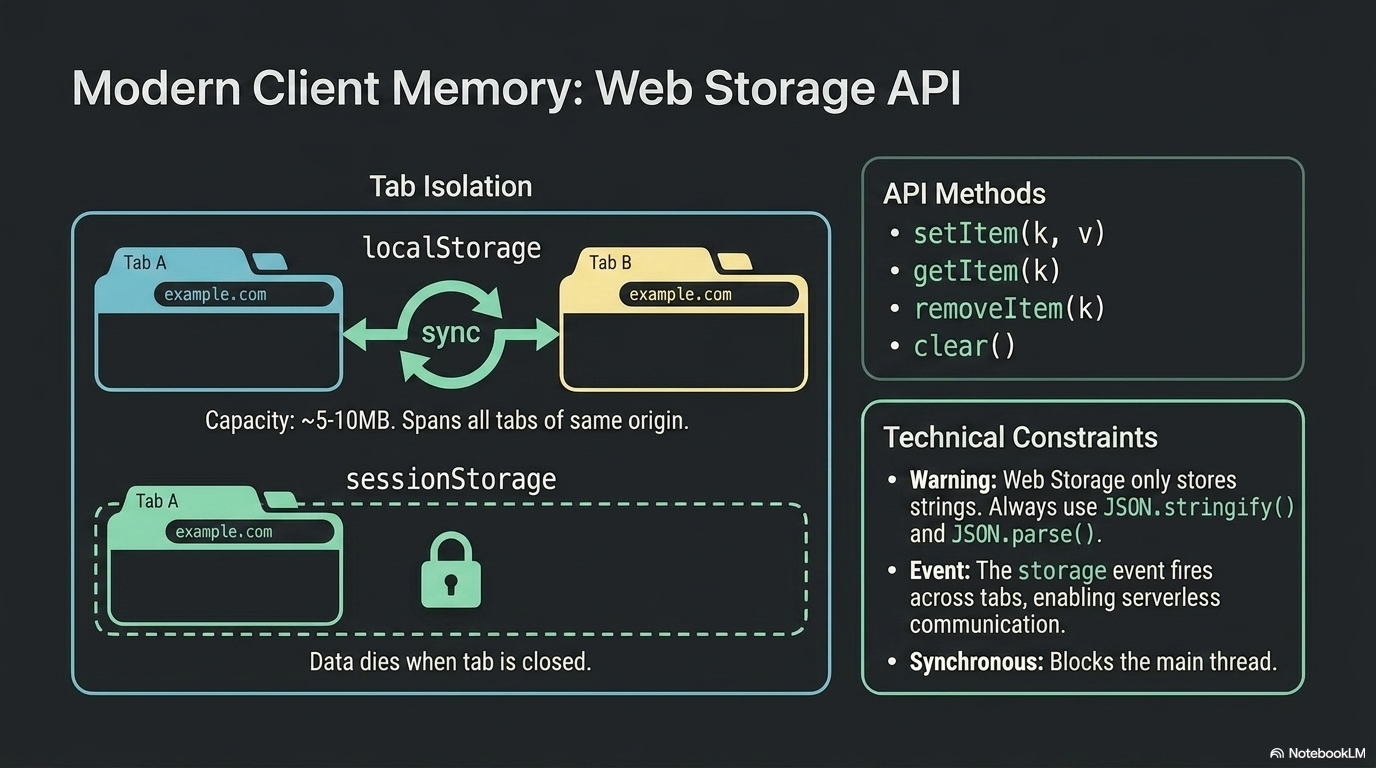 Modern Client Memory: Web Storage API
Tab Isolation
localStorage
Tab A
example.com
sync
Tab B
example.com
Capacity: ~5-10MB. Spans all tabs of same origin.
sessionStorage
Tab A
example.com
Data dies when tab is closed.
API Methods
• setItem(k, v)
• getItem(k)
• removeItem(k)
• clear()
Technical Constraints
• Warning: Web Storage only stores
strings. Always use JSON.stringify()
and JSON.parse().
• Event: The storage event fires
across tabs, enabling serverless
communication.
• Synchronous: Blocks the main thread.
NotebookLM